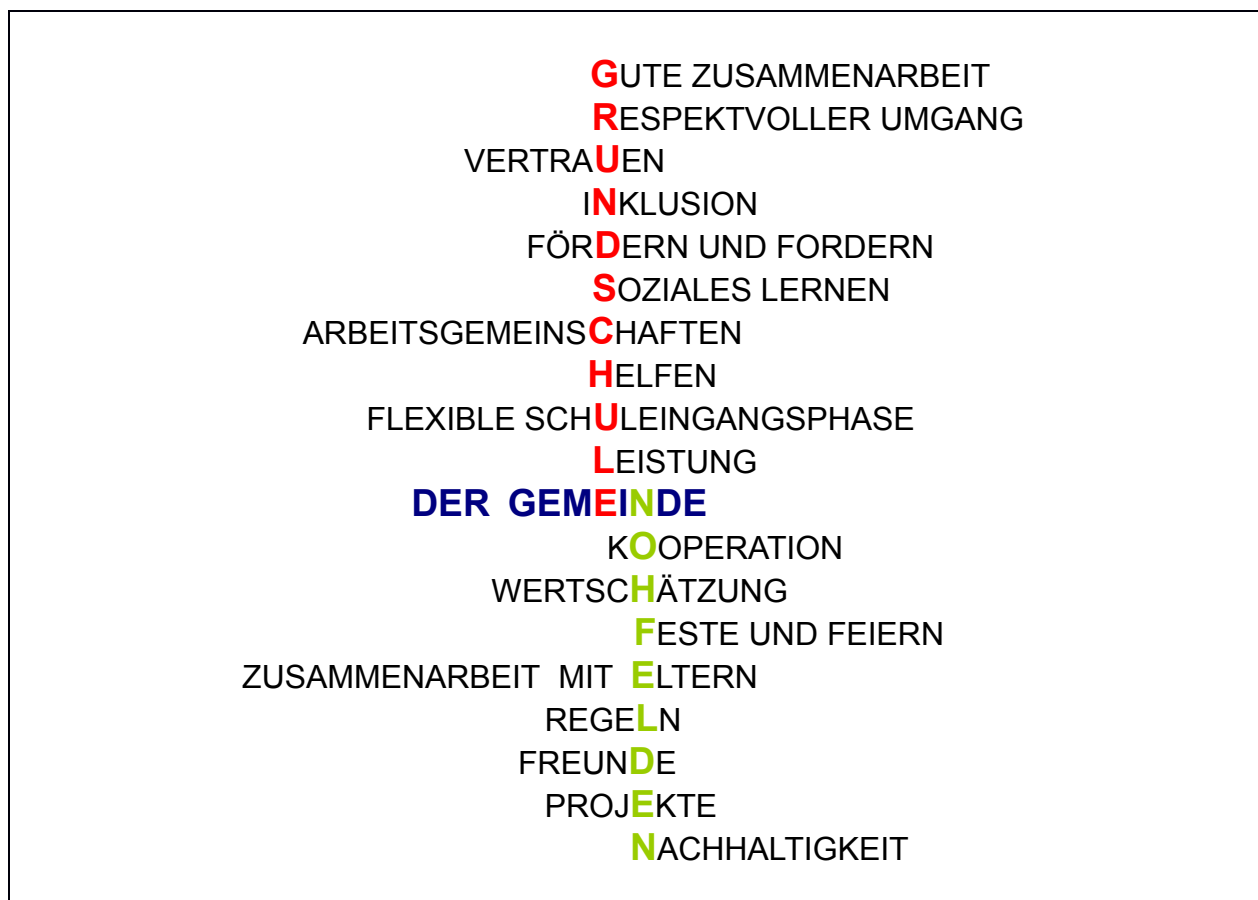 GUTE ZUSAMMENARBEIT
RESPEKTVOLLER UMGANG
VERTRAUEN
INKLUSION
FÖRDERN UND FORDERN
SOZIALES LERNEN
ARBEITSGEMEINSCHAFTEN
HELFEN
FLEXIBLE SCHULEINGANGSPHASE
LEISTUNG
DER GEMEINDE
KOOPERATION
WERTSCHÄTZUNG
FESTE UND FEIERN
ZUSAMMENARBEIT MIT ELTERN
REGELN
FREUNDE
PROJEKTE
NACHHALTIGKEIT